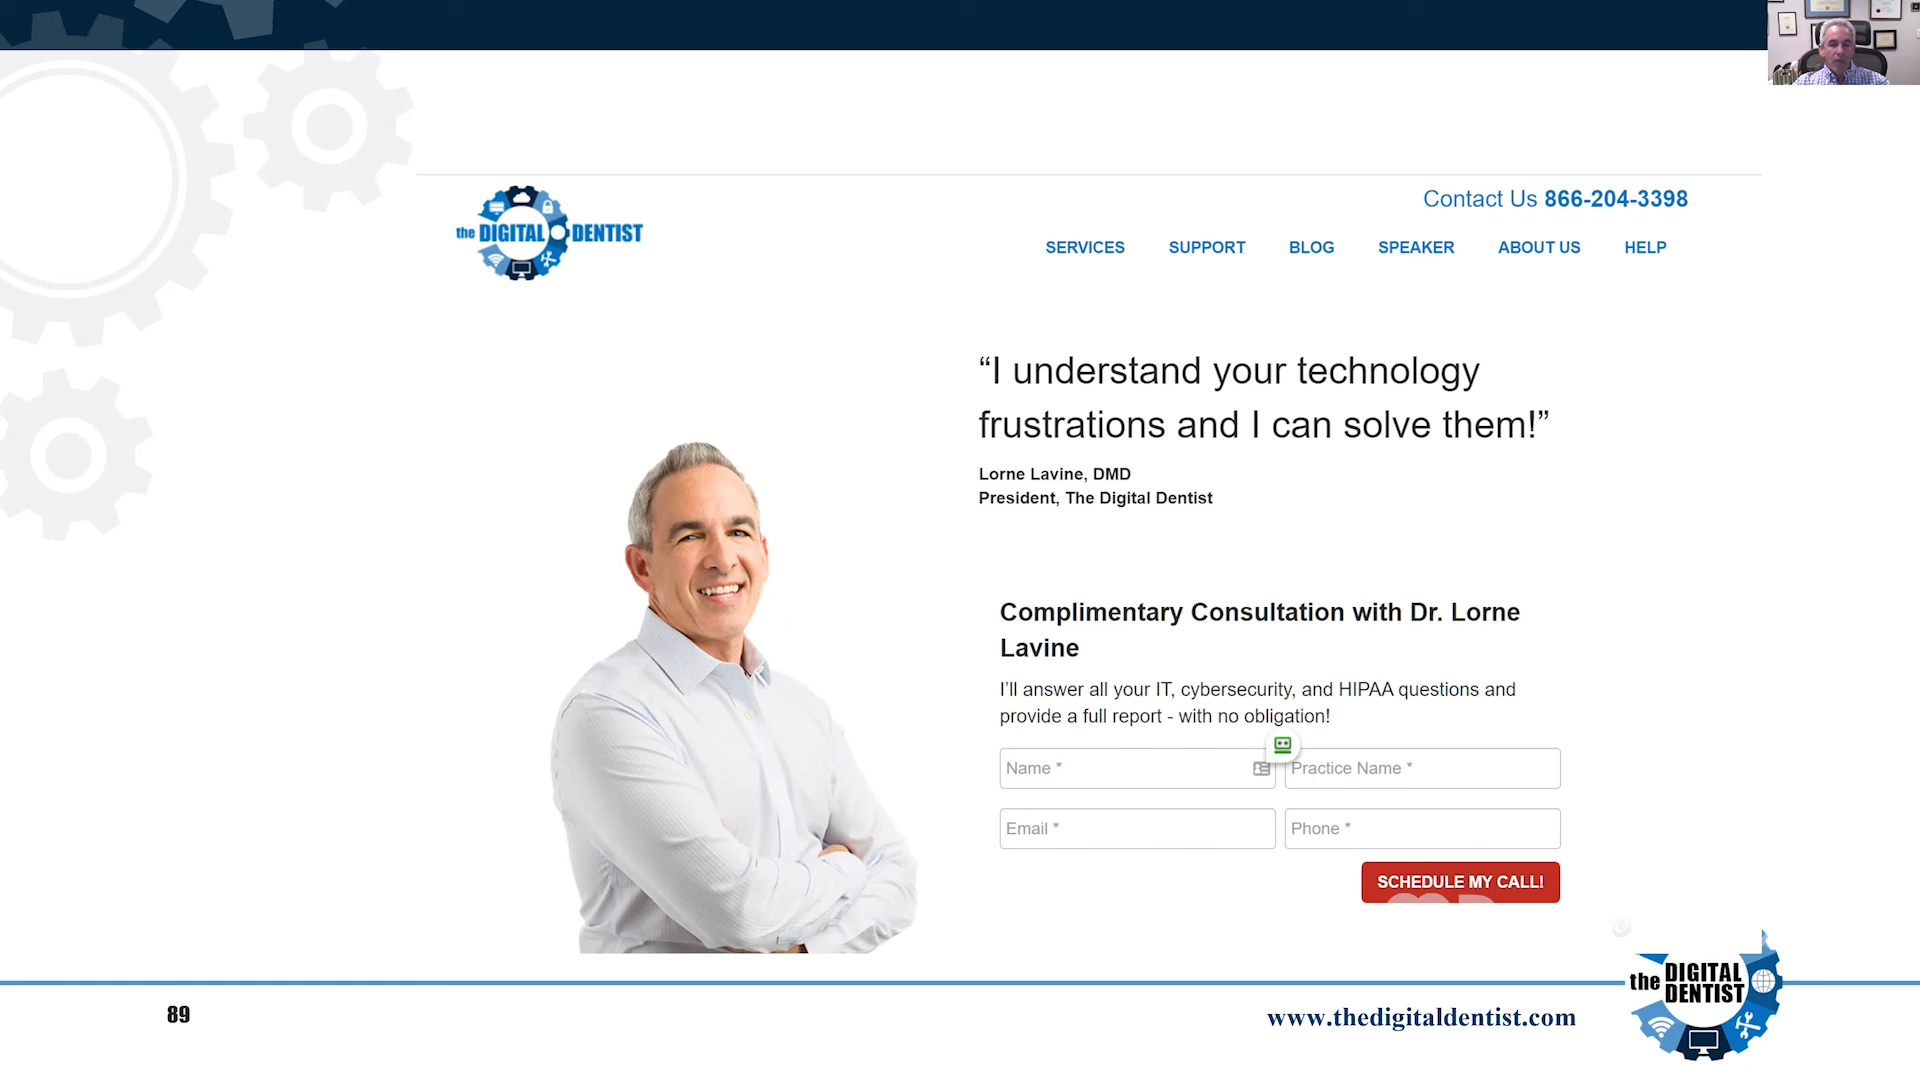 the DIGITAL DENTIST
Contact Us 866-204-3398
SERVICES SUPPORT BLOG SPEAKER ABOUT US HELP
“I understand your technology
frustrations and I can solve them!”
Lorne Lavine, DMD
President, The Digital Dentist
Complimentary Consultation with Dr. Lorne
Lavine
I’ll answer all your IT, cybersecurity, and HIPAA questions and
provide a full report - with no obligation!
Name * Practice Name *
Email * Phone *
SCHEDULE MY CALL!
89
www.thedigitaldentist.com
the DIGITAL
DENTIST